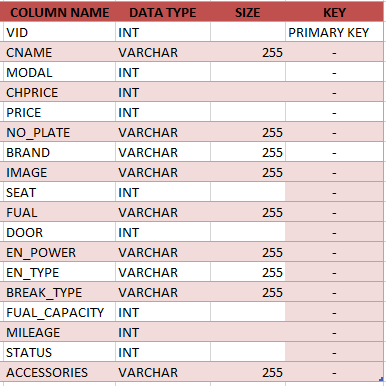 COLUMN NAME DATA TYPE SIZE KEY
VID INT PRIMARY KEY
CNAME VARCHAR 255 -
MODAL INT -
CHPRICE INT -
PRICE INT -
NO_PLATE VARCHAR 255 -
BRAND VARCHAR 255 -
IMAGE VARCHAR 255 -
SEAT INT -
FUAL VARCHAR 255 -
DOOR INT -
EN_POWER VARCHAR 255 -
EN_TYPE VARCHAR 255 -
BREAK_TYPE VARCHAR 255 -
FUAL_CAPACITY INT -
MILEAGE INT -
STATUS INT -
ACCESSORIES VARCHAR 255 -